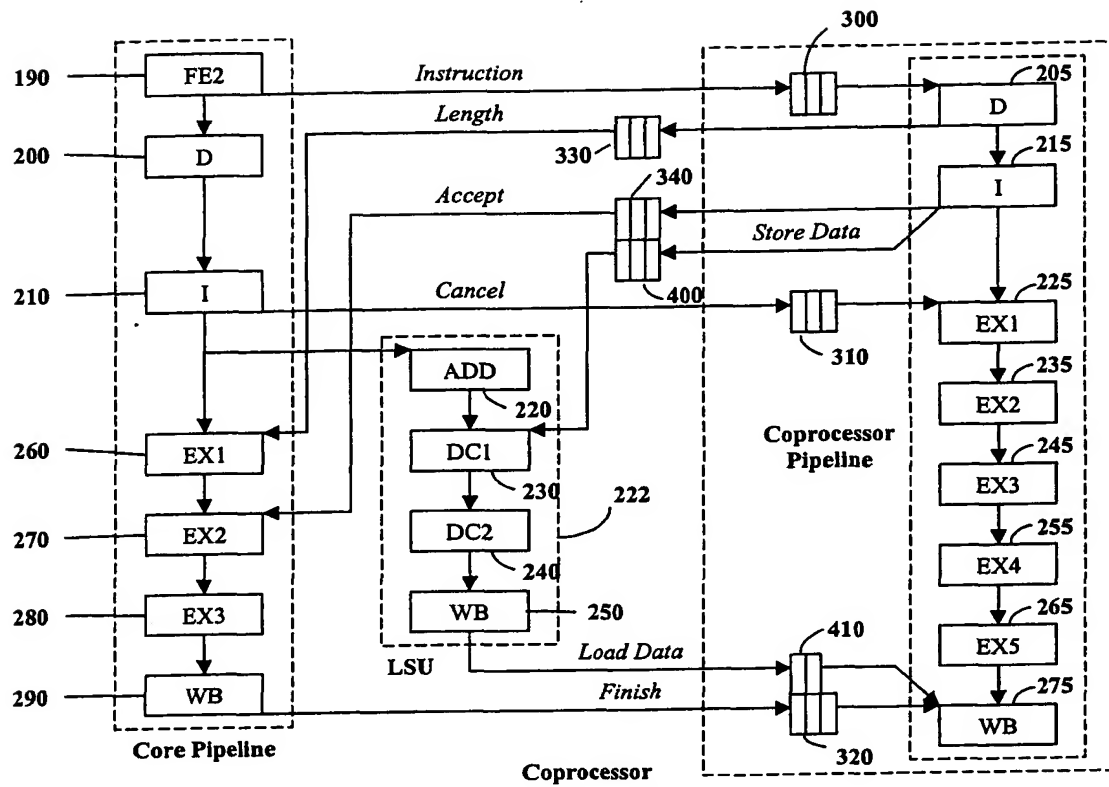 300
190
FE2
Instruction
205
D
Length
330
200
D
215
I
340
Accept
Store Data
400
210
I
Cancel
310
225
EX1
ADD
220
235
EX2
260
EX1
DC1
230
Coprocessor
Pipeline
245
EX3
222
270
EX2
DC2
240
255
EX4
280
EX3
WB
250
265
EX5
LSU
Load Data
410
290
WB
Finish
320
275
WB
Core Pipeline
Coprocessor